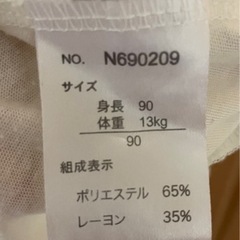 NO. N690209
サイズ
身長 90
体重 13kg
90
組成表示
ポリエステル 65%
レーヨン 35%